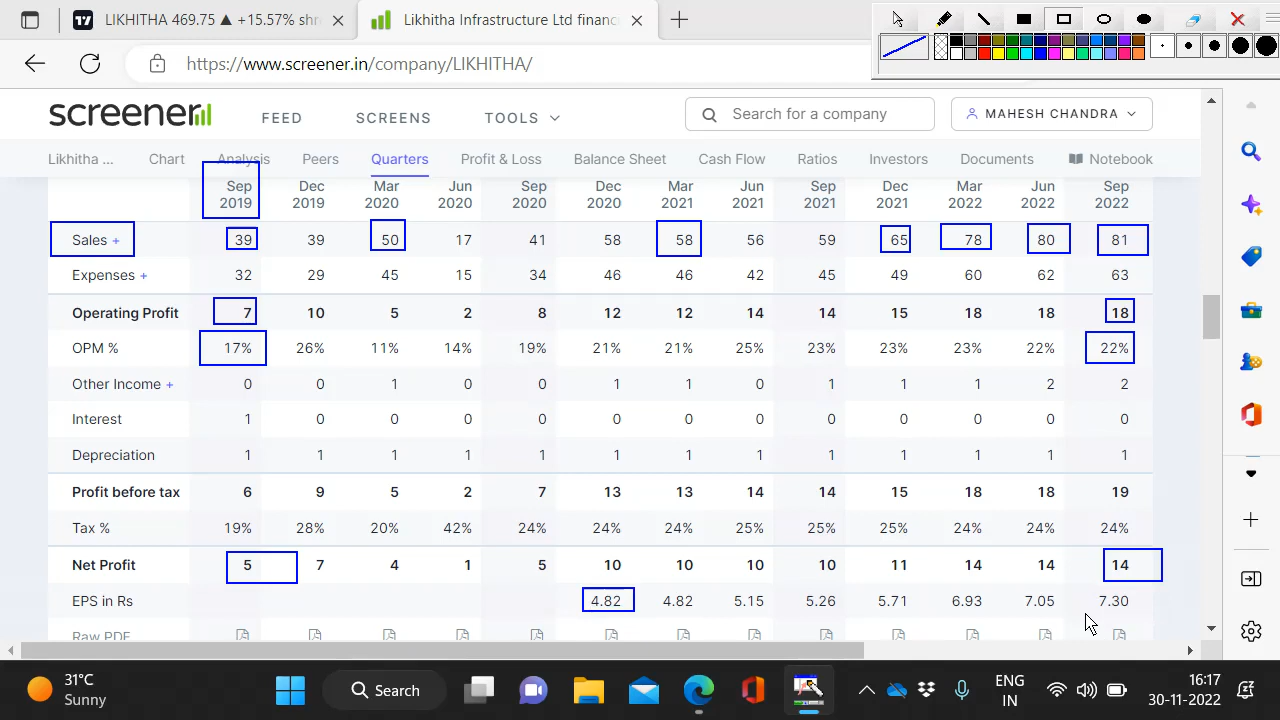 LIKHITHA 469.75 ▲ +15.57% shr
Likhitha Infrastructure Ltd financ
https://www.screener.in/company/LIKHITHA/
screener
FEED SCREENS TOOLS
Search for a company
MAHESH CHANDRA
Likhitha ... Chart Analysis Peers Quarters Profit & Loss Balance Sheet Cash Flow Ratios Investors Documents Notebook
Sep 2019 Dec 2019 Mar 2020 Jun 2020 Sep 2020 Dec 2020 Mar 2021 Jun 2021 Sep 2021 Dec 2021 Mar 2022 Jun 2022 Sep 2022
Sales + 39 39 50 17 41 58 58 56 59 65 78 80 81
Expenses + 32 29 45 15 34 46 46 42 45 49 60 62 63
Operating Profit 7 10 5 2 8 12 12 14 14 15 18 18 18
OPM % 17% 26% 11% 14% 19% 21% 21% 25% 23% 23% 23% 22% 22%
Other Income + 0 0 1 0 0 1 1 0 1 1 1 2 2
Interest 1 0 0 0 0 0 0 0 0 0 0 0 0
Depreciation 1 1 1 1 1 1 1 1 1 1 1 1 1
Profit before tax 6 9 5 2 7 13 13 14 14 15 18 18 19
Tax % 19% 28% 20% 42% 24% 24% 24% 25% 25% 25% 24% 24% 24%
Net Profit 5 7 4 1 5 10 10 10 10 11 14 14 14
EPS in Rs 4.82 4.82 5.15 5.26 5.71 6.93 7.05 7.30
Raw PDF
31°C
Sunny
Search
ENG
IN
16:17
30-11-2022